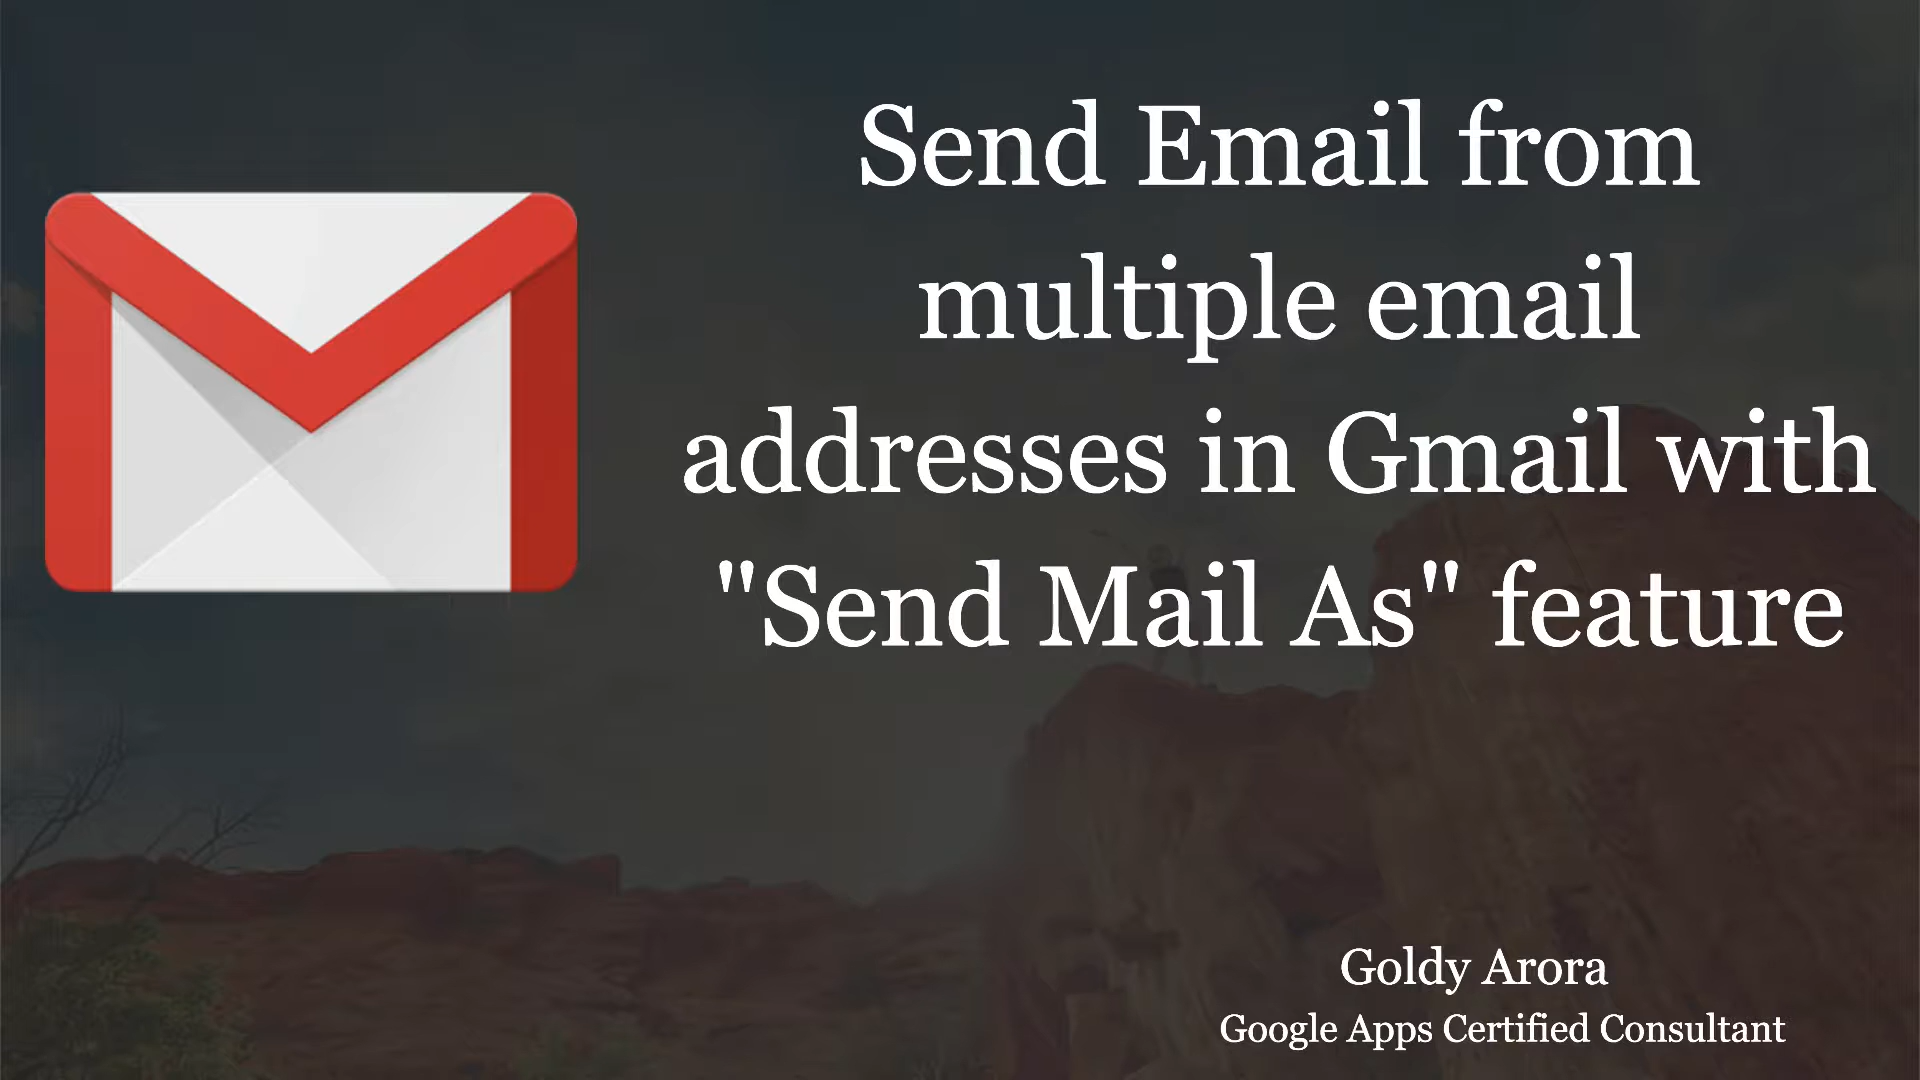 Send Email from
multiple email
addresses in Gmail with
"Send Mail As" feature
Goldy Arora
Google Apps Certified Consultant